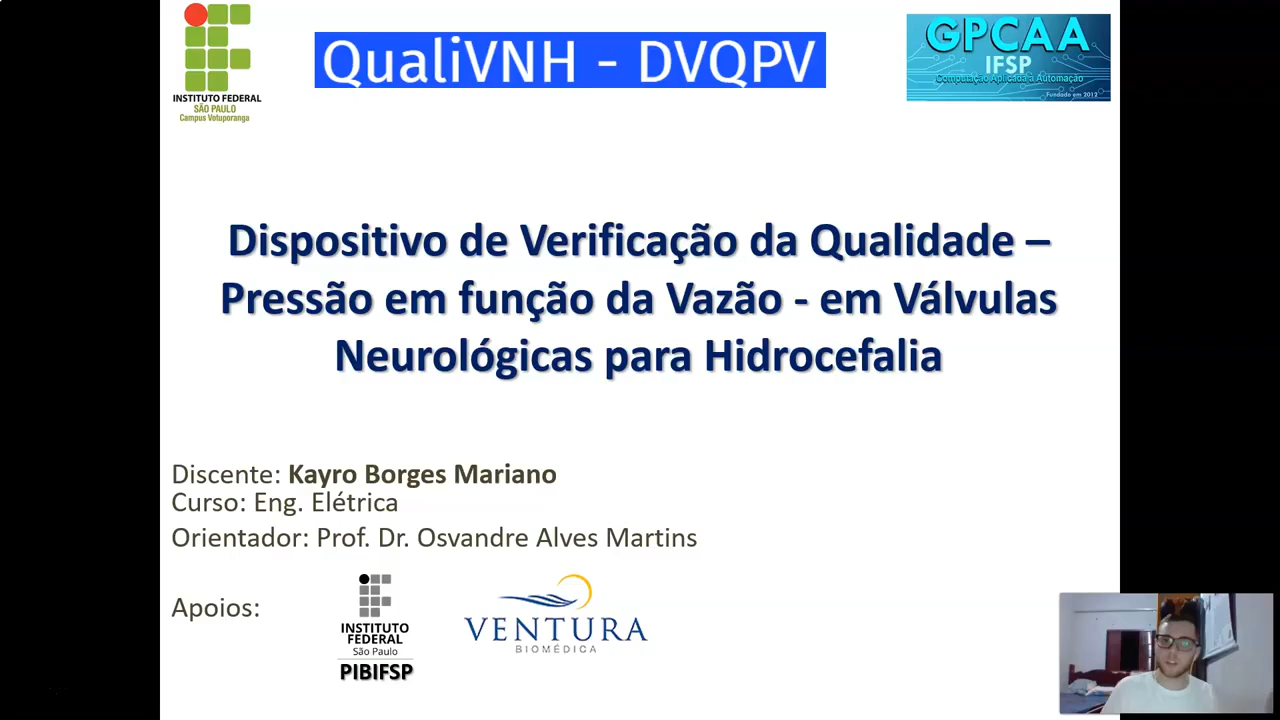 INSTITUTO FEDERAL
SÃO PAULO
Campus Votuporanga
QualiVNH - DVQPV
GPCAA
IFSP
Computação Aplicada à Automação
Fundado em 2012
Dispositivo de Verificação da Qualidade –
Pressão em função da Vazão - em Válvulas
Neurológicas para Hidrocefalia
Discente: Kayro Borges Mariano
Curso: Eng. Elétrica
Orientador: Prof. Dr. Osvandre Alves Martins
Apoios:
INSTITUTO
FEDERAL
São Paulo
PIBIFSP
VENTURA
BIOMÉDICA